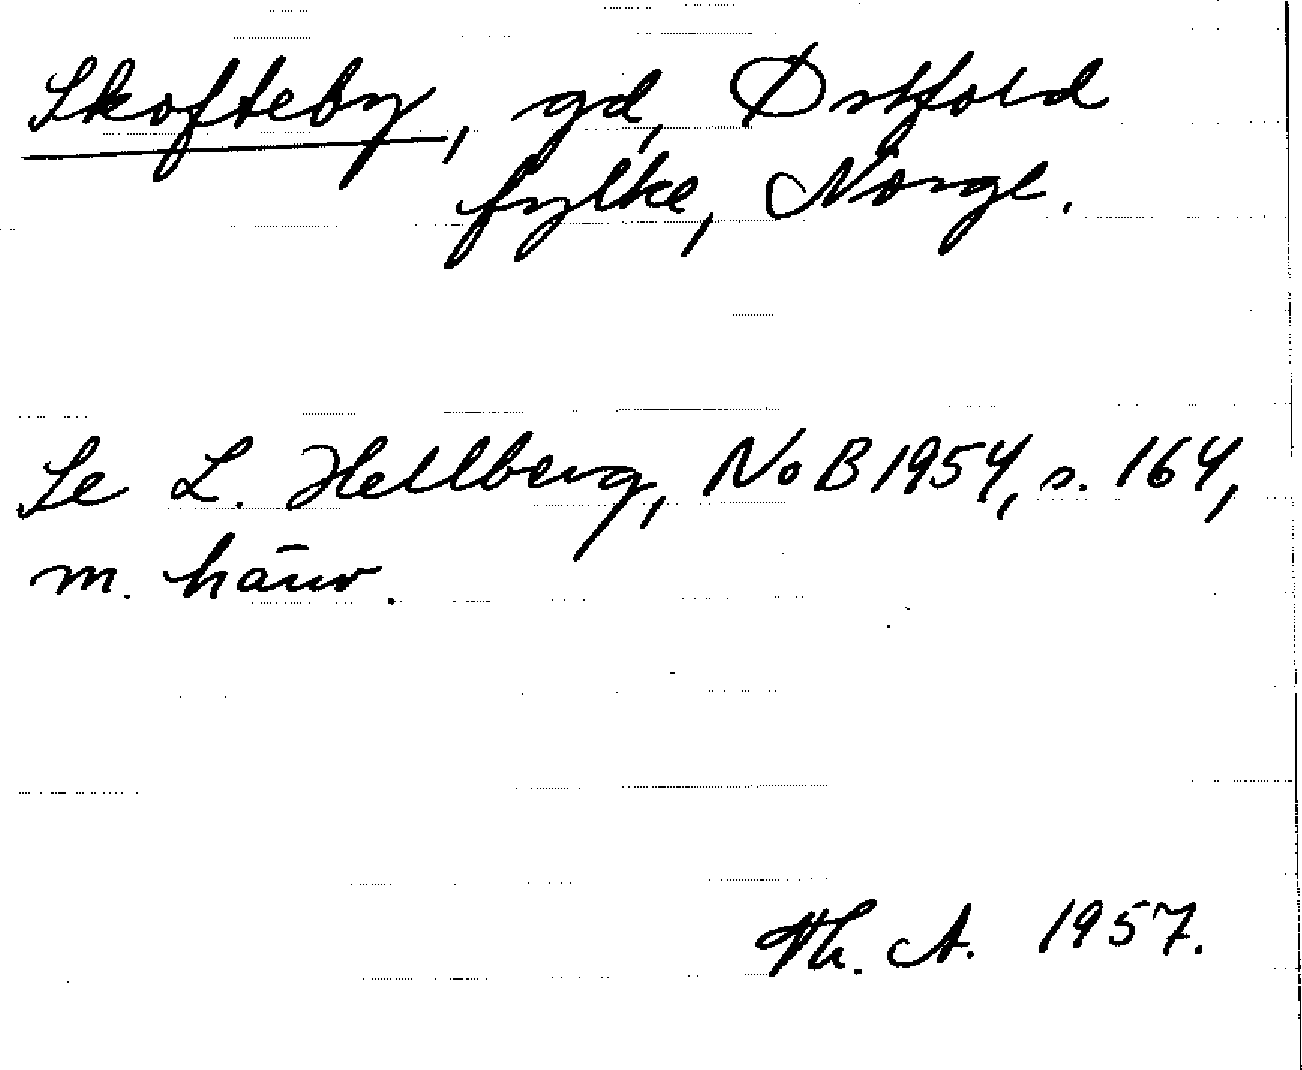 Skofteby, gd, Østfold
fylke, Norge.
Se L. Hellberg, NoB 1954, s. 164,
m. hänv.
Th. A. 1957.